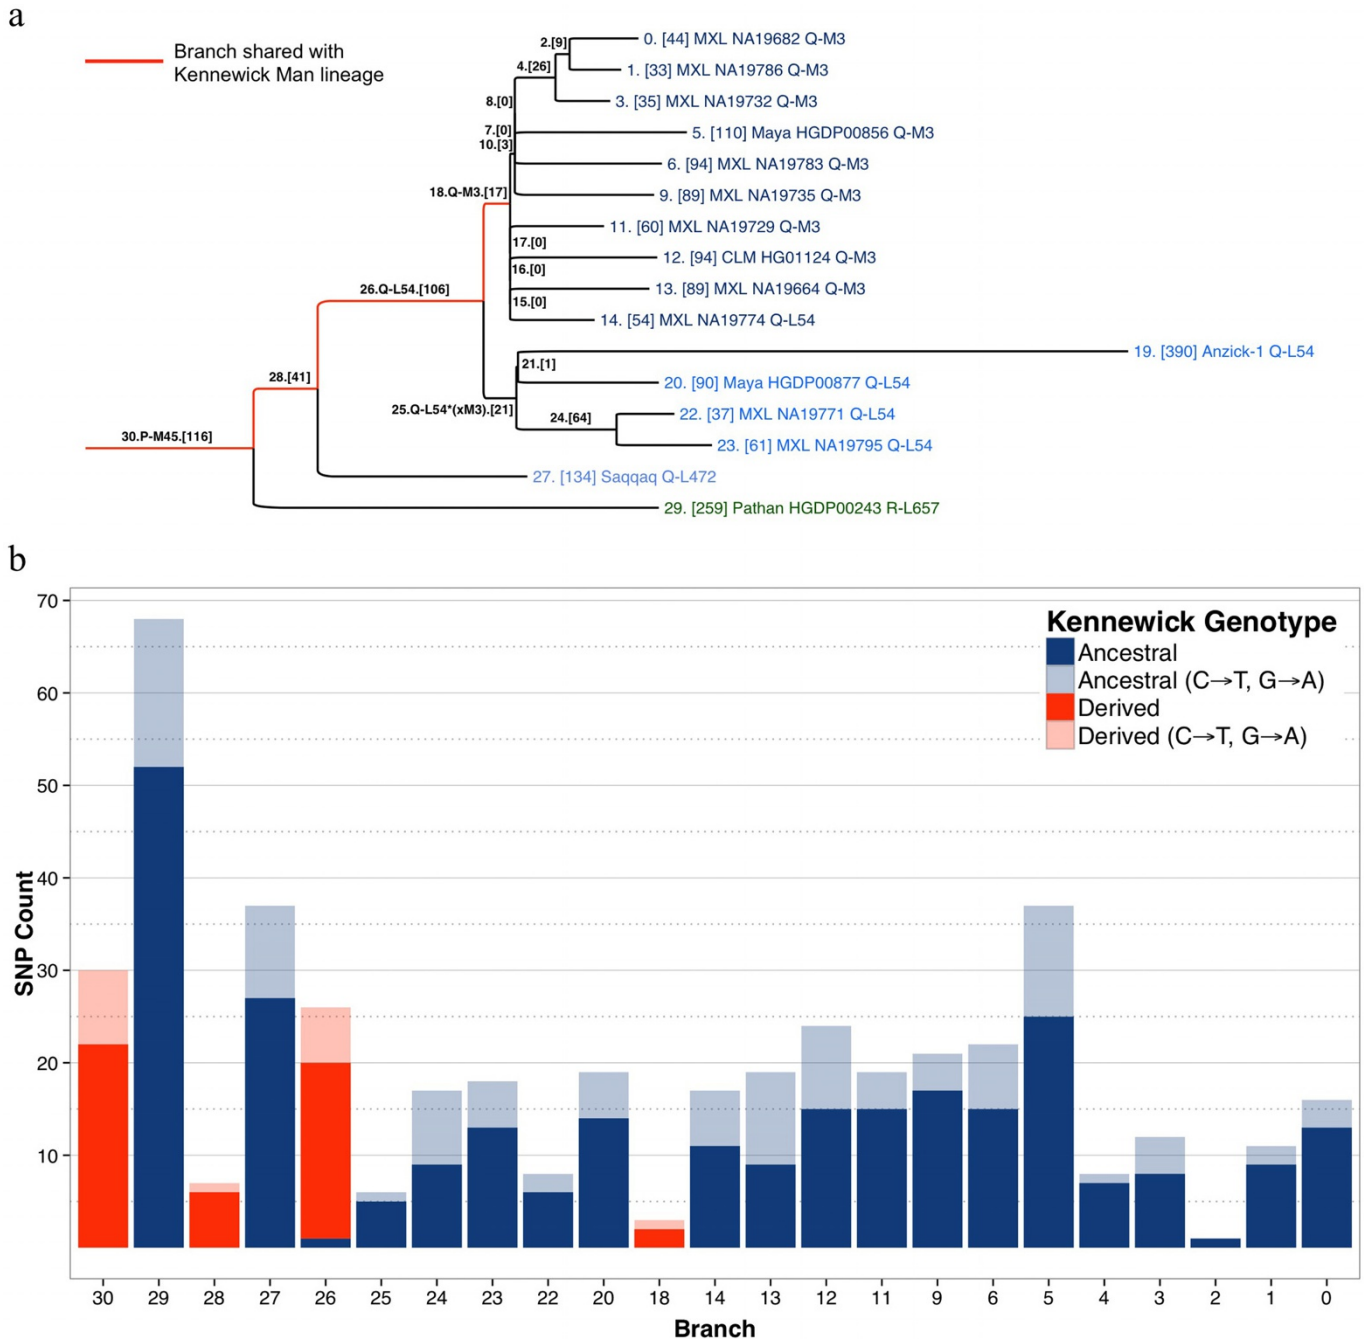 a
Branch shared with
Kennewick Man lineage
2.[9]
0. [44] MXL NA19682 Q-M3
4.[26]
1. [33] MXL NA19786 Q-M3
8.[0]
3. [35] MXL NA19732 Q-M3
7.[0]
5. [110] Maya HGDP00856 Q-M3
10.[3]
6. [94] MXL NA19783 Q-M3
18.Q-M3.[17]
9. [89] MXL NA19735 Q-M3
11. [60] MXL NA19729 Q-M3
17.[0]
12. [94] CLM HG01124 Q-M3
16.[0]
26.Q-L54.[106]
13. [89] MXL NA19664 Q-M3
15.[0]
14. [54] MXL NA19774 Q-L54
19. [390] Anzick-1 Q-L54
21.[1]
28.[41]
20. [90] Maya HGDP00877 Q-L54
25.Q-L54*(xM3).[21]
24.[64]
22. [37] MXL NA19771 Q-L54
30.P-M45.[116]
23. [61] MXL NA19795 Q-L54
27. [134] Saqqaq Q-L472
29. [259] Pathan HGDP00243 R-L657
b
Kennewick Genotype
Ancestral
Ancestral (C→T, G→A)
Derived
Derived (C→T, G→A)
SNP Count
70
60
50
40
30
20
10
30 29 28 27 26 25 24 23 22 20 18 14 13 12 11 9 6 5 4 3 2 1 0
Branch